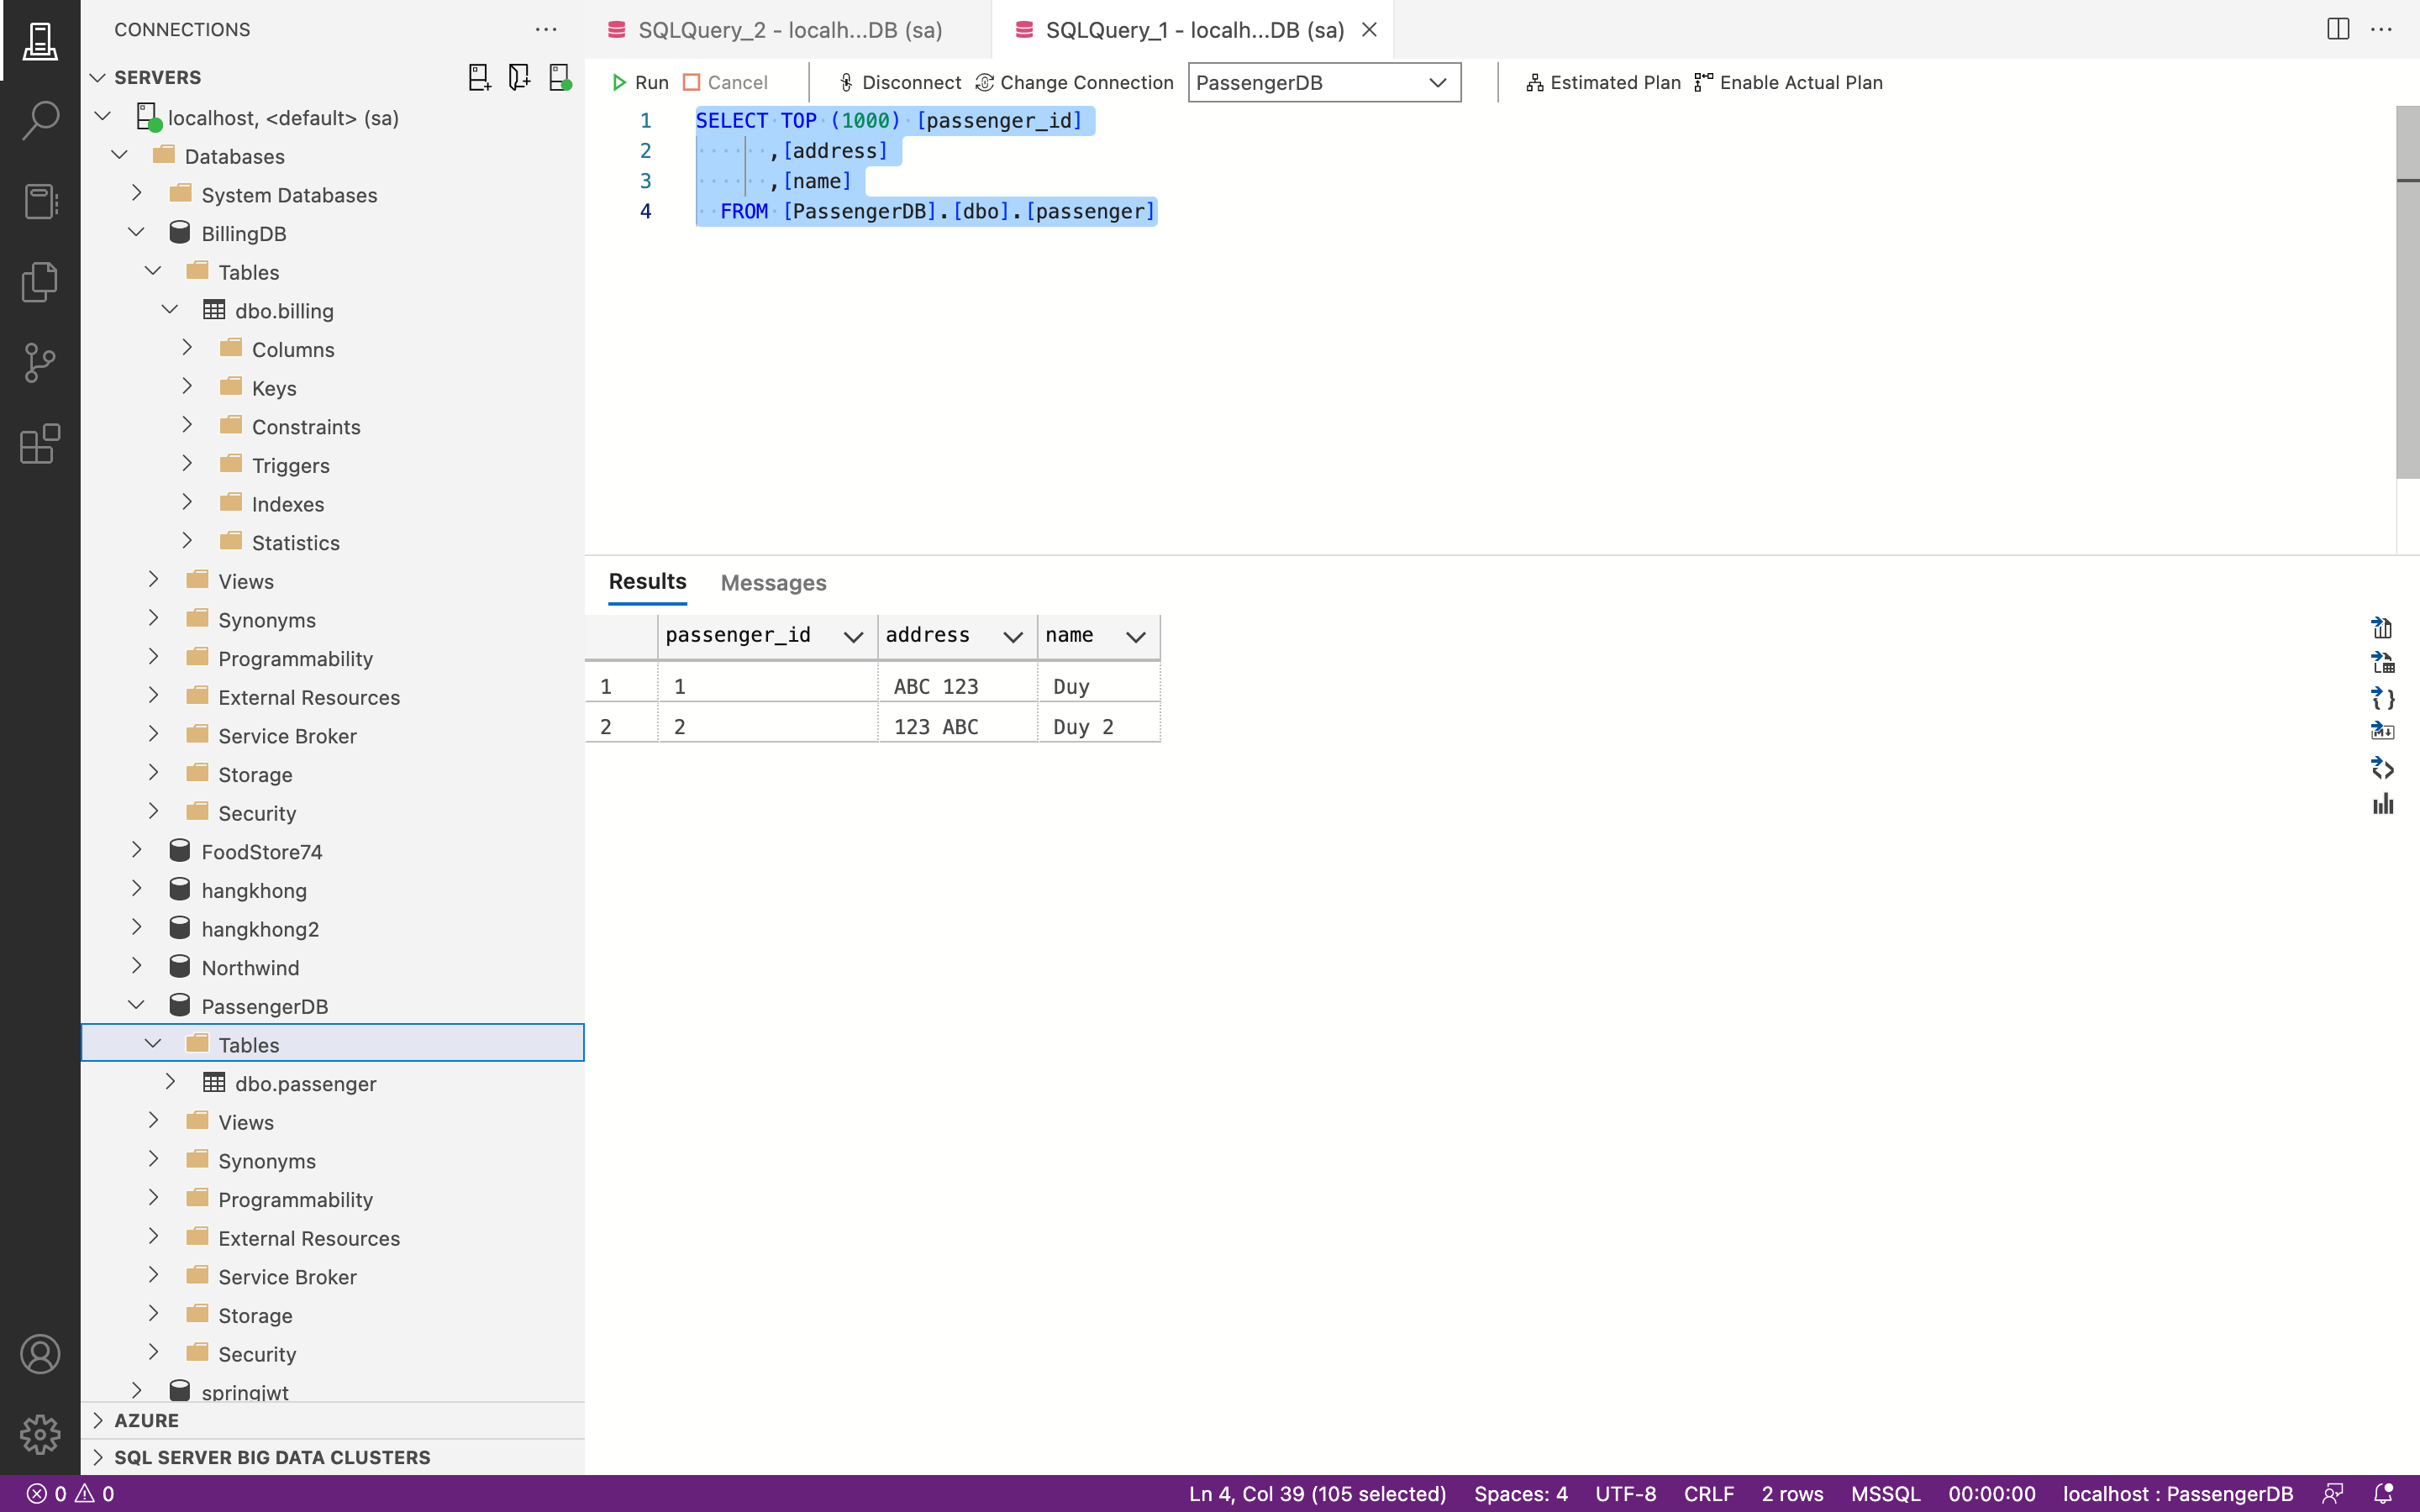 CONNECTIONS
SERVERS
localhost, <default> (sa)
Databases
System Databases
BillingDB
Tables
dbo.billing
Columns
Keys
Constraints
Triggers
Indexes
Statistics
Views
Synonyms
Programmability
External Resources
Service Broker
Storage
Security
FoodStore74
hangkhong
hangkhong2
Northwind
PassengerDB
Tables
dbo.passenger
Views
Synonyms
Programmability
External Resources
Service Broker
Storage
Security
springjwt
AZURE
SQL SERVER BIG DATA CLUSTERS
SQLQuery_2 - localh...DB (sa)
SQLQuery_1 - localh...DB (sa)
Run Cancel Disconnect Change Connection PassengerDB Estimated Plan Enable Actual Plan
1 SELECT TOP (1000) [passenger_id]
2 ,[address]
3 ,[name]
4 FROM [PassengerDB].[dbo].[passenger]
Results Messages
passenger_id address name
1 1 ABC 123 Duy
2 2 123 ABC Duy 2
0 0 Ln 4, Col 39 (105 selected) Spaces: 4 UTF-8 CRLF 2 rows MSSQL 00:00:00 localhost : PassengerDB